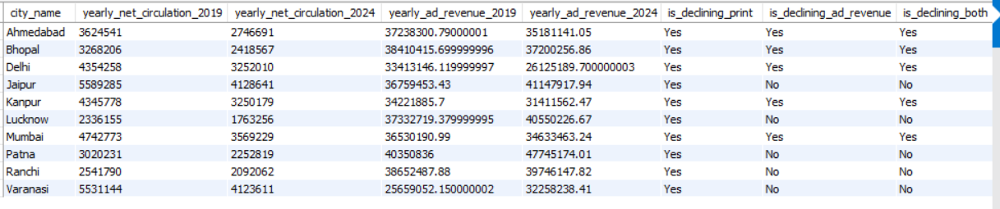 city_name yearly_net_circulation_2019 yearly_net_circulation_2024 yearly_ad_revenue_2019 yearly_ad_revenue_2024 is_declining_print is_declining_ad_revenue is_declining_both
Ahmedabad 3624541 2746691 37238300.79000001 35181141.05 Yes Yes Yes
Bhopal 3268206 2418567 38410415.699999996 37200256.86 Yes Yes Yes
Delhi 4354258 3252010 33413146.119999997 26125189.700000003 Yes Yes Yes
Jaipur 5589285 4128641 36759453.43 41147917.94 Yes No No
Kanpur 4345778 3250179 34221885.7 31411562.47 Yes Yes Yes
Lucknow 2336155 1763256 37332719.379999995 40550226.67 Yes No No
Mumbai 4742773 3569229 36530190.99 34633463.24 Yes Yes Yes
Patna 3020231 2252819 40350836 47745174.01 Yes No No
Ranchi 2541790 2092062 38652487.88 39746147.82 Yes No No
Varanasi 5531144 4123611 25659052.150000002 32258238.41 Yes No No